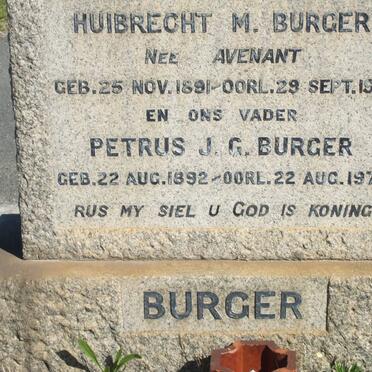 HUIBRECHT M. BURGER
NEE AVENANT
GEB. 25 NOV. 1891-OORL. 29 SEPT.
EN ONS VADER
PETRUS J. G. BURGER
GEB. 22 AUG. 1892-OORL. 22 AUG. 197
RUS MY SIEL U GOD IS KONING
BURGER